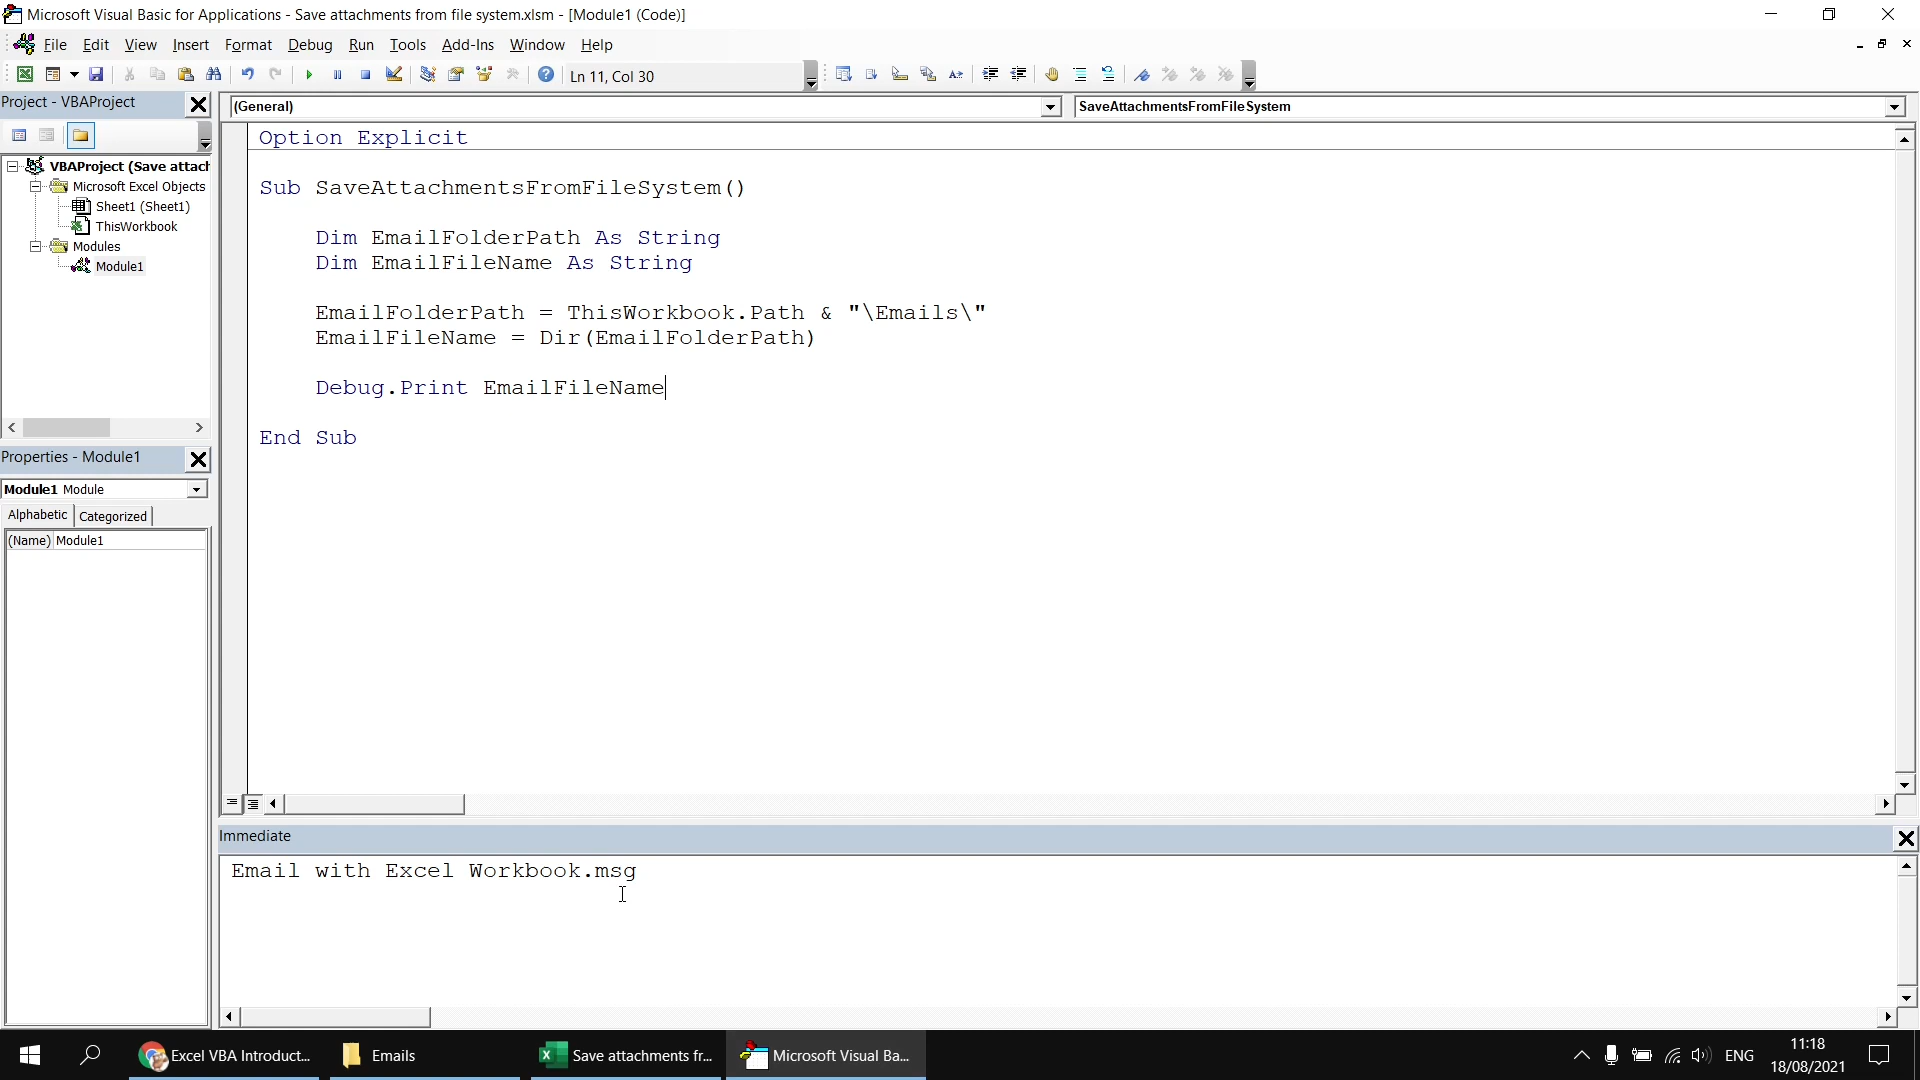 Microsoft Visual Basic for Applications - Save attachments from file system.xlsm - [Module1 (Code)]
File Edit View Insert Format Debug Run Tools Add-Ins Window Help
Ln 11, Col 30
Project - VBAProject
(General)
SaveAttachmentsFromFileSystem
VBAProject (Save attach
Microsoft Excel Objects
Sheet1 (Sheet1)
ThisWorkbook
Modules
Module1
Properties - Module1
Module1 Module
Alphabetic Categorized
(Name) Module1
Option Explicit
Sub SaveAttachmentsFromFileSystem()
Dim EmailFolderPath As String
Dim EmailFileName As String
EmailFolderPath = ThisWorkbook.Path & "\Emails\"
EmailFileName = Dir(EmailFolderPath)
Debug.Print EmailFileName
End Sub
Immediate
Email with Excel Workbook.msg
Excel VBA Introduct...
Emails
Save attachments fr...
Microsoft Visual Ba...
ENG
11:18
18/08/2021